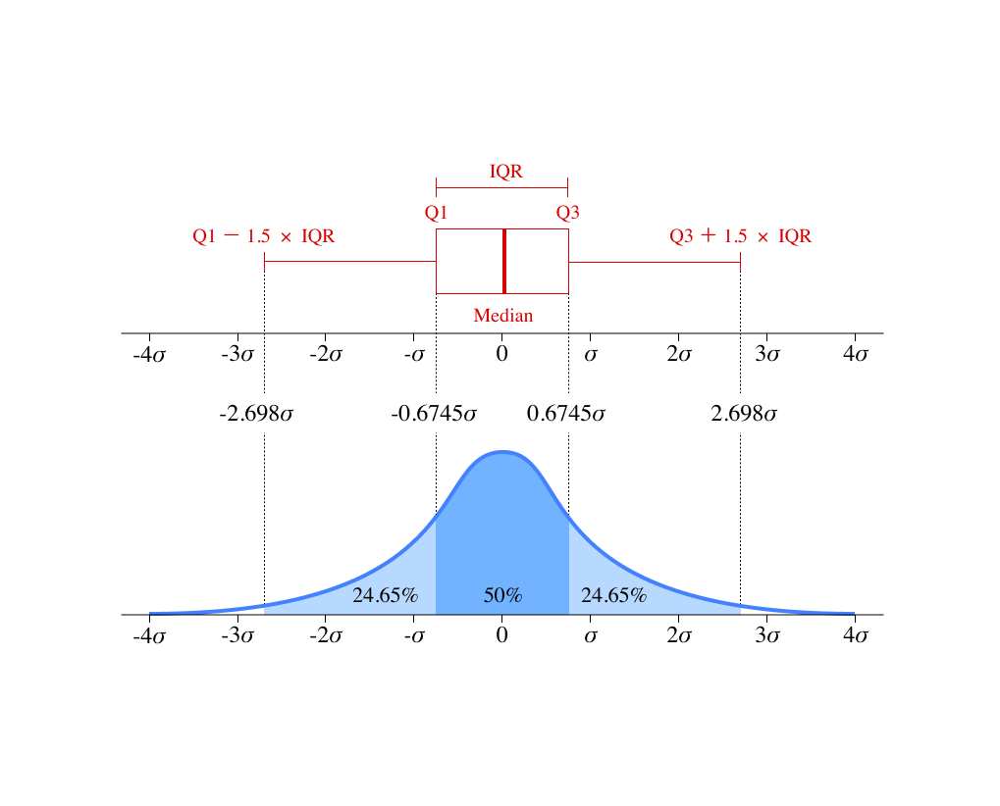 IQR
Q1 Q3
Q1 − 1.5 × IQR Q3 + 1.5 × IQR
Median
-4σ -3σ -2σ -σ 0 σ 2σ 3σ 4σ
-2.698σ -0.6745σ 0.6745σ 2.698σ
24.65% 50% 24.65%
-4σ -3σ -2σ -σ 0 σ 2σ 3σ 4σ